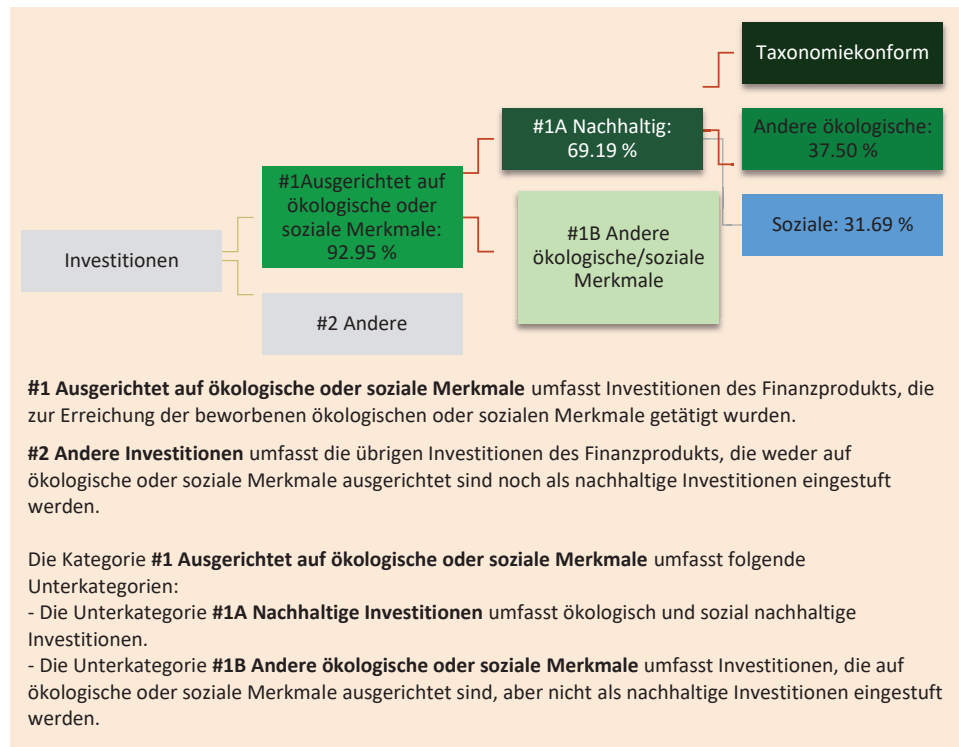 Taxonomiekonform
#1A Nachhaltig:
69.19 %
Andere ökologische:
37.50 %
#1Ausgerichtet auf
ökologische oder
soziale Merkmale:
92.95 %
#1B Andere
ökologische/soziale
Merkmale
Soziale: 31.69 %
Investitionen
#2 Andere
#1 Ausgerichtet auf ökologische oder soziale Merkmale umfasst Investitionen des Finanzprodukts, die
zur Erreichung der beworbenen ökologischen oder sozialen Merkmale getätigt wurden.
#2 Andere Investitionen umfasst die übrigen Investitionen des Finanzprodukts, die weder auf
ökologische oder soziale Merkmale ausgerichtet sind noch als nachhaltige Investitionen eingestuft
werden.
Die Kategorie #1 Ausgerichtet auf ökologische oder soziale Merkmale umfasst folgende
Unterkategorien:
- Die Unterkategorie #1A Nachhaltige Investitionen umfasst ökologisch und sozial nachhaltige
Investitionen.
- Die Unterkategorie #1B Andere ökologische oder soziale Merkmale umfasst Investitionen, die auf
ökologische oder soziale Merkmale ausgerichtet sind, aber nicht als nachhaltige Investitionen eingestuft
werden.